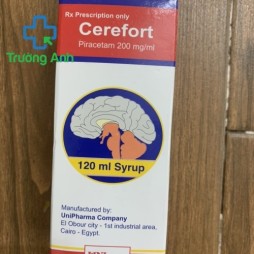 Trường Anh
Rx Prescription only
Cerefort
Piracetam 200 mg/ml
120 ml Syrup
Manufactured by:
UniPharma Company
El Obour city - 1st industrial area,
Cairo - Egypt.